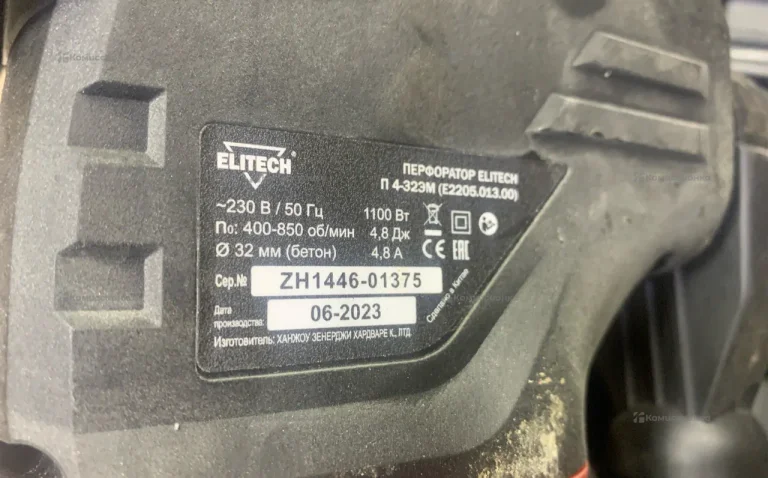 ELITECH
ПЕРФОРАТОР ELITECH
П 4-32ЭМ (E2205.013.00)
~230 В / 50 Гц 1100 Вт
По: 400-850 об/мин 4,8 Дж
Ø 32 мм (бетон) 4,8 А CE EAC
Сер.№ ZH1446-01375
Дата
производства: 06-2023
Сделано в Китае
Изготовитель: ХАНЖОУ ЗЕНЕРДЖИ ХАРДВАРЕ К., ЛТД.